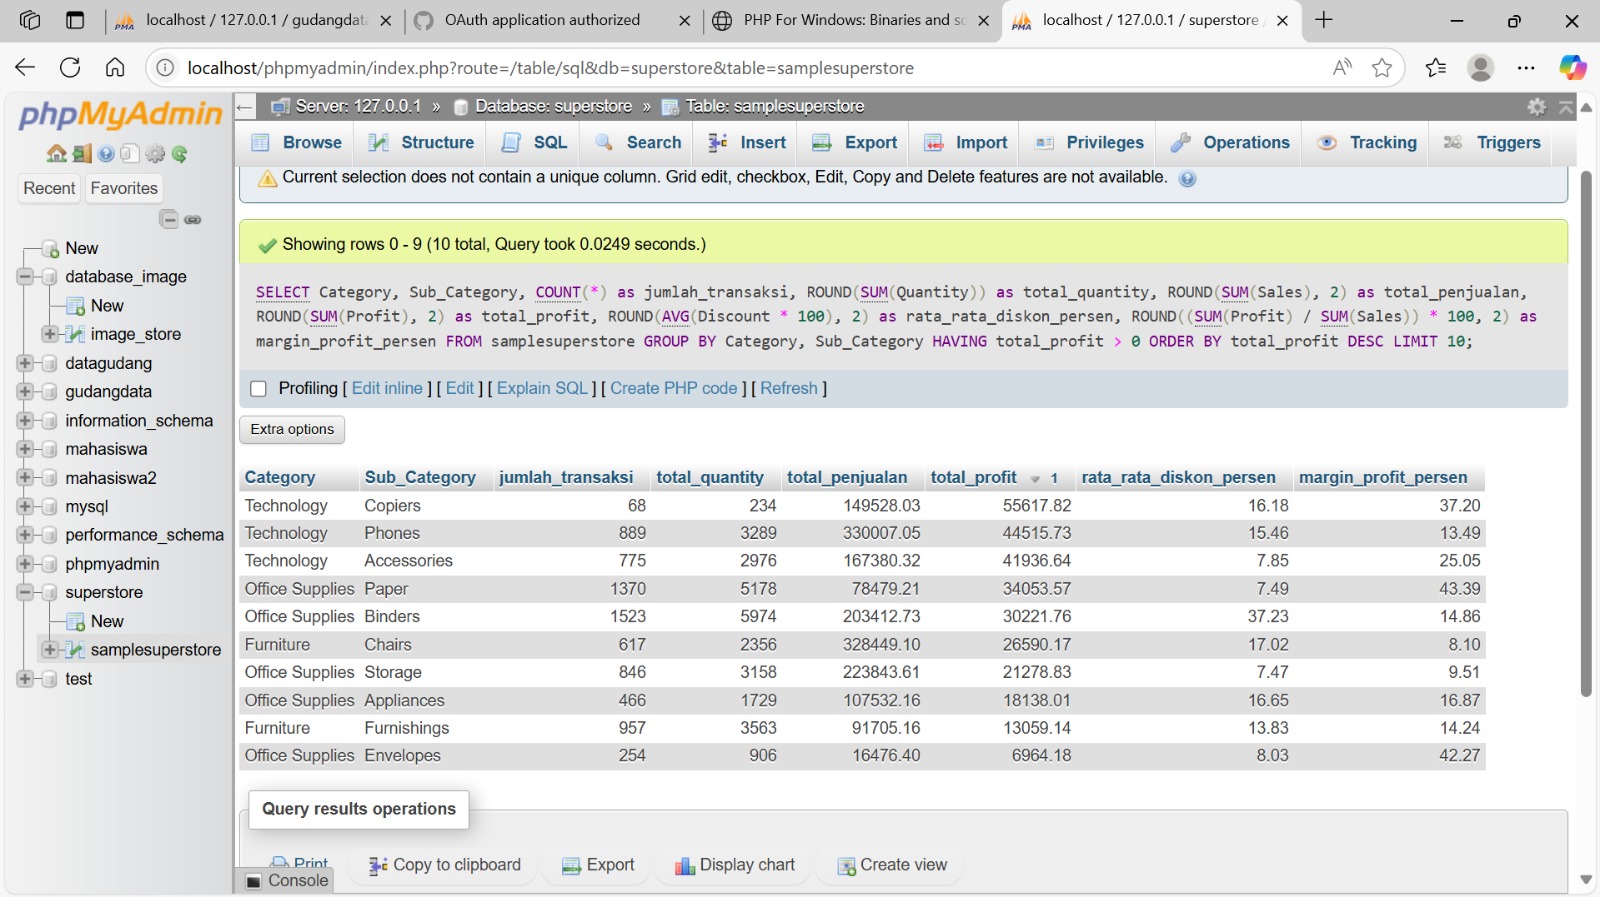 localhost / 127.0.0.1 / gudangdata
OAuth application authorized
PHP For Windows: Binaries and so
localhost / 127.0.0.1 / superstore /
localhost/phpmyadmin/index.php?route=/table/sql&db=superstore&table=samplesuperstore
phpMyAdmin
Recent Favorites
New
database_image
New
image_store
datagudang
gudangdata
information_schema
mahasiswa
mahasiswa2
mysql
performance_schema
phpmyadmin
superstore
New
samplesuperstore
test
Server: 127.0.0.1 » Database: superstore » Table: samplesuperstore
Browse Structure SQL Search Insert Export Import Privileges Operations Tracking Triggers
Current selection does not contain a unique column. Grid edit, checkbox, Edit, Copy and Delete features are not available.
Showing rows 0 - 9 (10 total, Query took 0.0249 seconds.)
SELECT Category, Sub_Category, COUNT(*) as jumlah_transaksi, ROUND(SUM(Quantity)) as total_quantity, ROUND(SUM(Sales), 2) as total_penjualan,
ROUND(SUM(Profit), 2) as total_profit, ROUND(AVG(Discount * 100), 2) as rata_rata_diskon_persen, ROUND((SUM(Profit) / SUM(Sales)) * 100, 2) as
margin_profit_persen FROM samplesuperstore GROUP BY Category, Sub_Category HAVING total_profit > 0 ORDER BY total_profit DESC LIMIT 10;
Profiling [ Edit inline ] [ Edit ] [ Explain SQL ] [ Create PHP code ] [ Refresh ]
Extra options
Category Sub_Category jumlah_transaksi total_quantity total_penjualan total_profit 1 rata_rata_diskon_persen margin_profit_persen
Technology Copiers 68 234 149528.03 55617.82 16.18 37.20
Technology Phones 889 3289 330007.05 44515.73 15.46 13.49
Technology Accessories 775 2976 167380.32 41936.64 7.85 25.05
Office Supplies Paper 1370 5178 78479.21 34053.57 7.49 43.39
Office Supplies Binders 1523 5974 203412.73 30221.76 37.23 14.86
Furniture Chairs 617 2356 328449.10 26590.17 17.02 8.10
Office Supplies Storage 846 3158 223843.61 21278.83 7.47 9.51
Office Supplies Appliances 466 1729 107532.16 18138.01 16.65 16.87
Furniture Furnishings 957 3563 91705.16 13059.14 13.83 14.24
Office Supplies Envelopes 254 906 16476.40 6964.18 8.03 42.27
Query results operations
Print Copy to clipboard Export Display chart Create view
Console